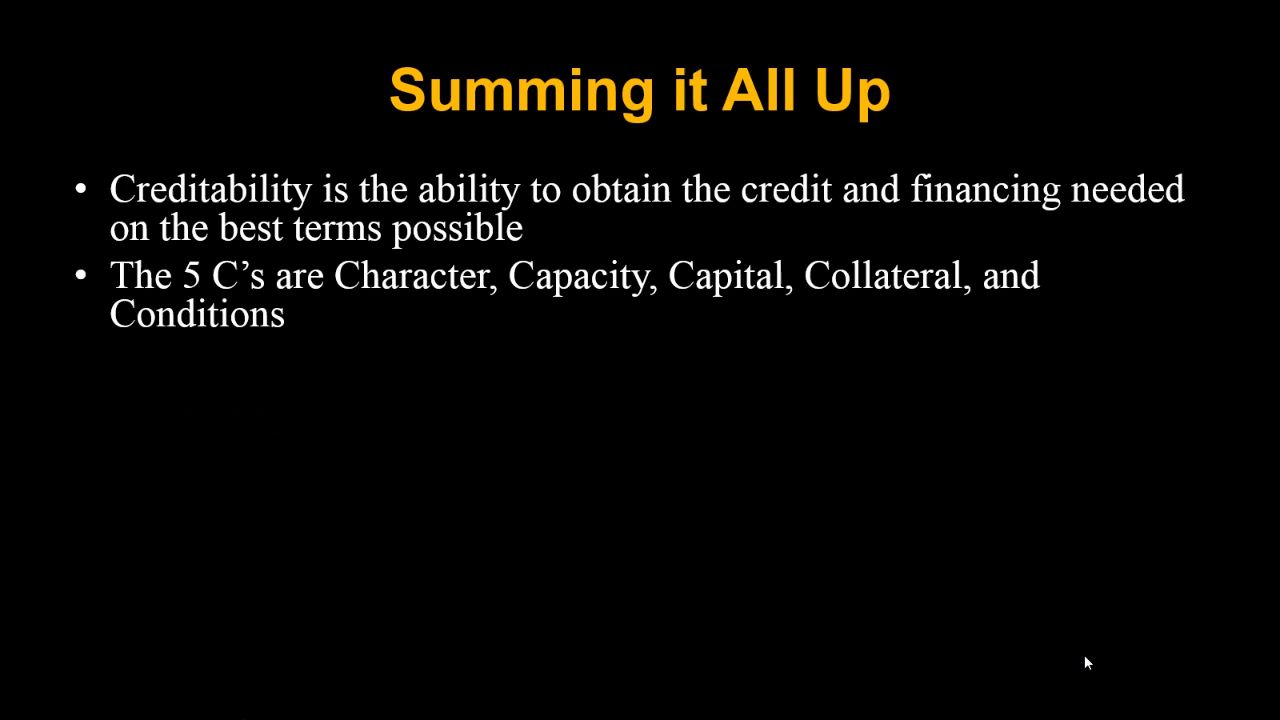 Summing it All Up
• Creditability is the ability to obtain the credit and financing needed
on the best terms possible
• The 5 C’s are Character, Capacity, Capital, Collateral, and
Conditions